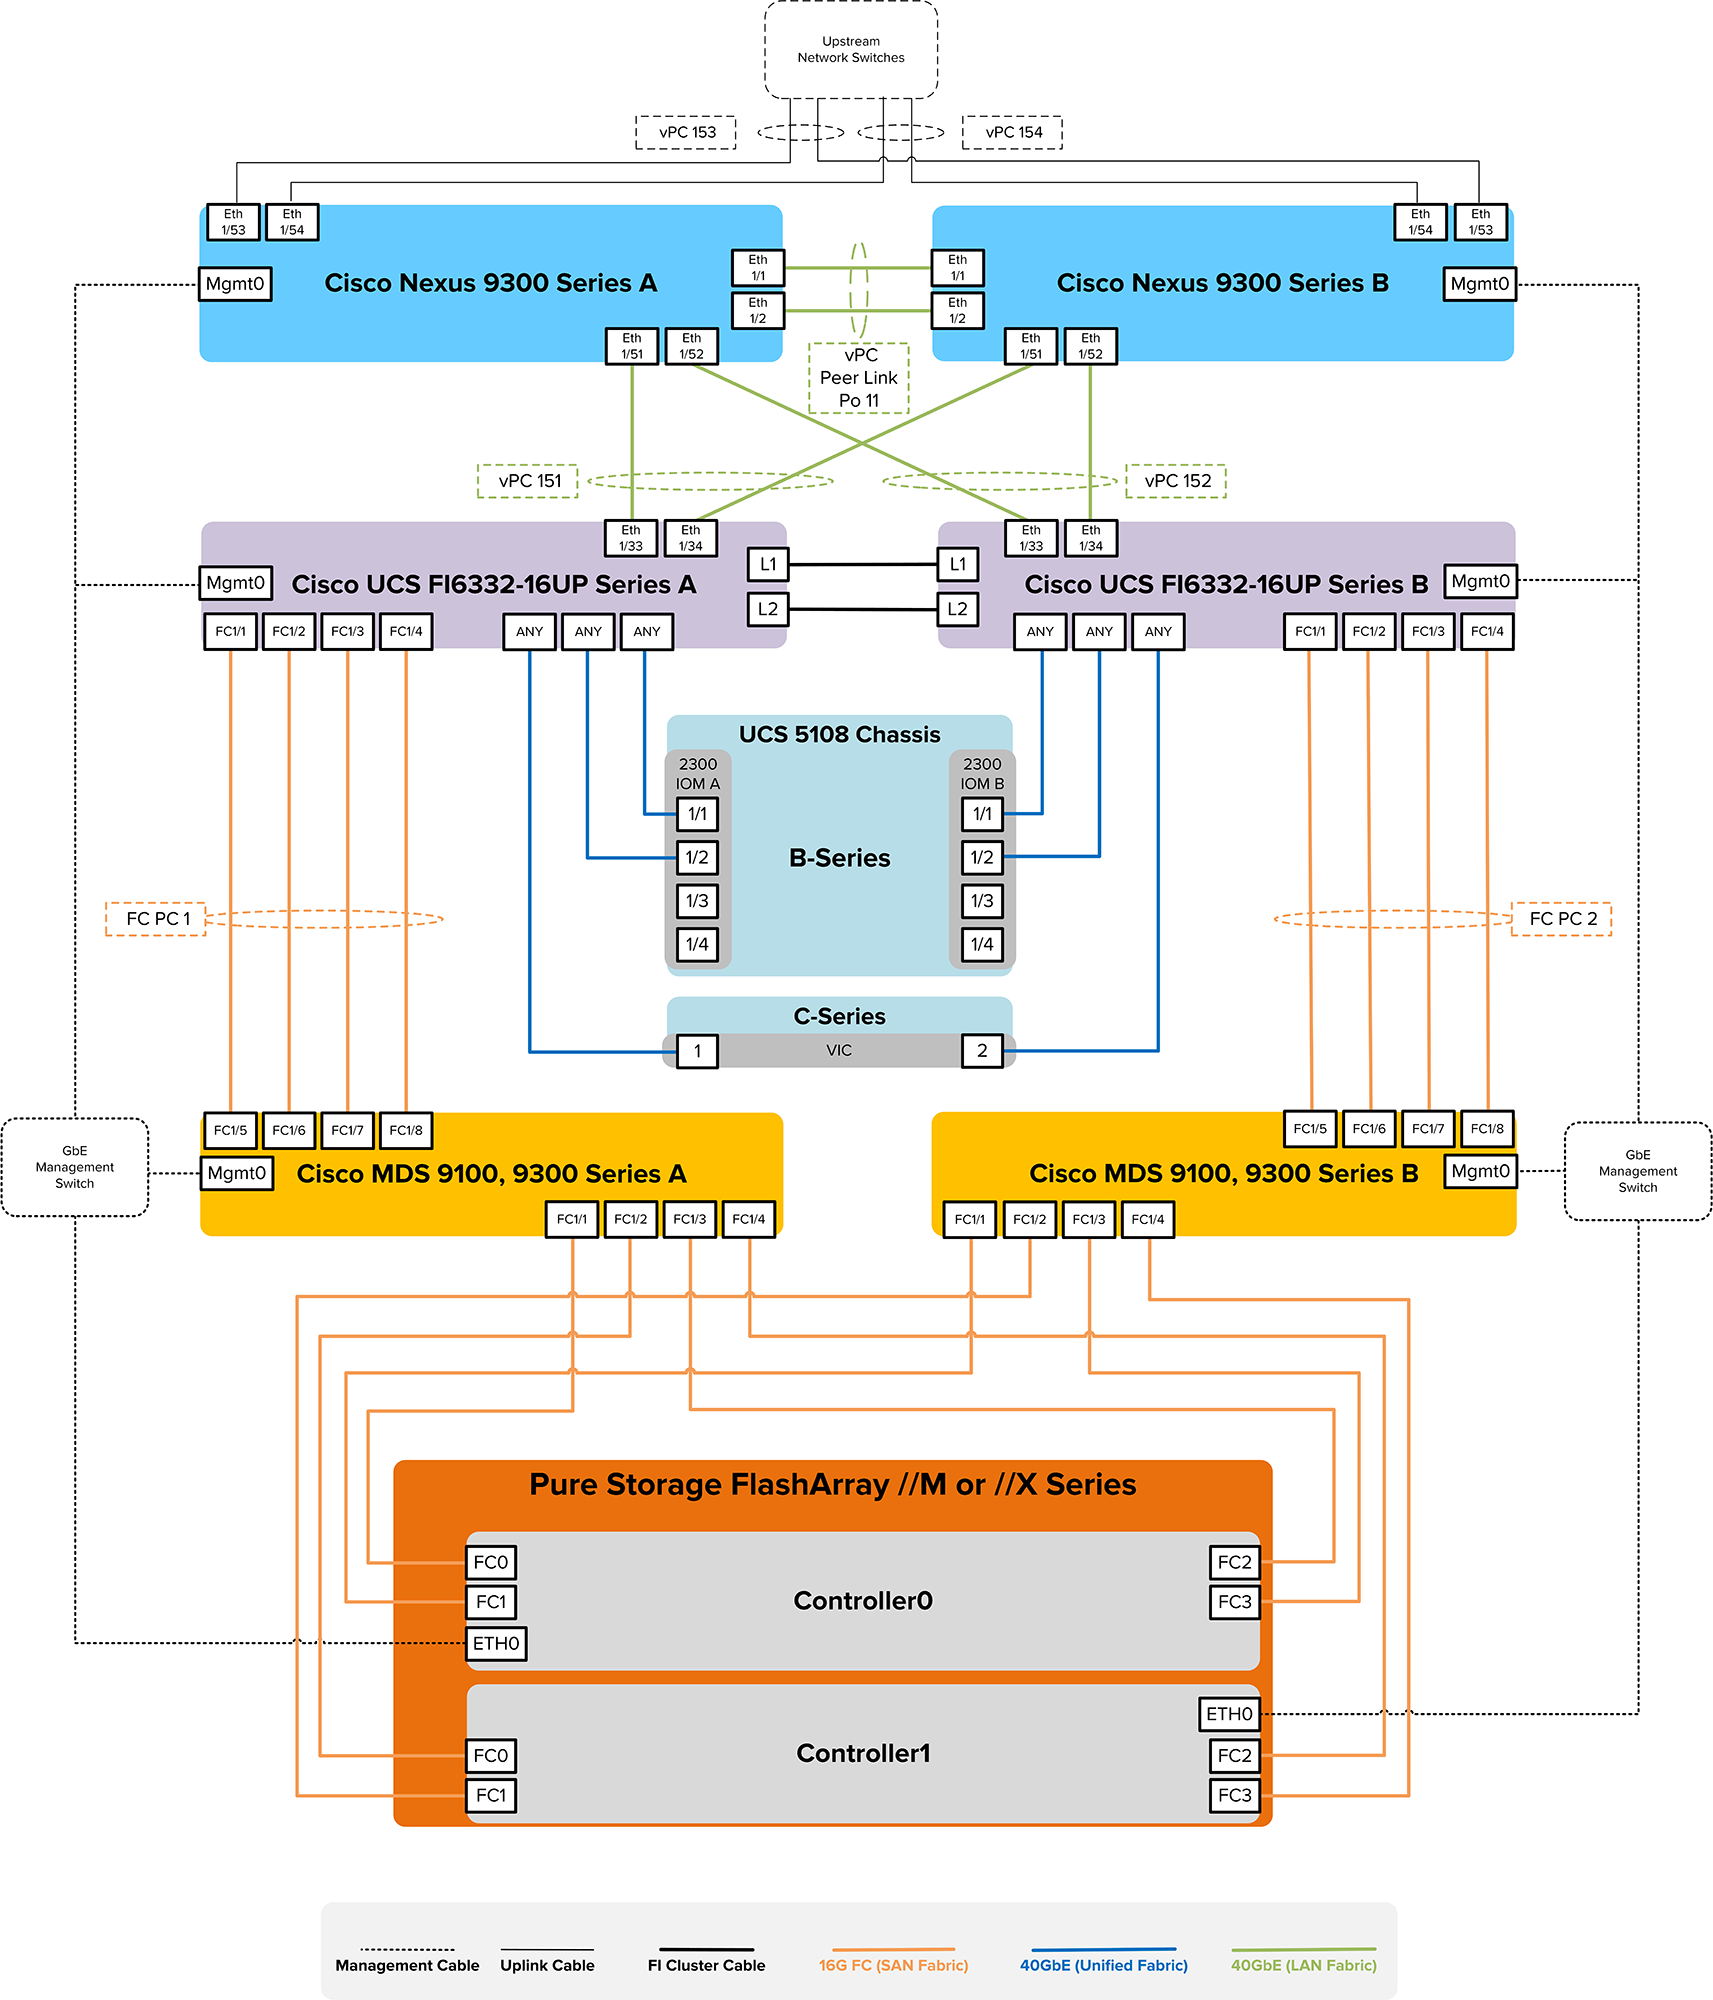 Upstream
Network Switches
vPC 153
vPC 154
Eth
1/53
Eth
1/54
Eth
1/54
Eth
1/53
Mgmt0
Cisco Nexus 9300 Series A
Eth
1/1
Eth
1/2
Eth
1/1
Eth
1/2
Cisco Nexus 9300 Series B
Mgmt0
Eth
1/51
Eth
1/52
vPC
Peer Link
Po 11
Eth
1/51
Eth
1/52
vPC 151
vPC 152
Eth
1/33
Eth
1/34
Eth
1/33
Eth
1/34
Mgmt0
Cisco UCS FI6332-16UP Series A
L1
L2
L1
L2
Cisco UCS FI6332-16UP Series B
Mgmt0
FC1/1
FC1/2
FC1/3
FC1/4
ANY
ANY
ANY
ANY
ANY
ANY
FC1/1
FC1/2
FC1/3
FC1/4
UCS 5108 Chassis
2300
IOM A
1/1
1/2
1/3
1/4
B-Series
2300
IOM B
1/1
1/2
1/3
1/4
FC PC 1
FC PC 2
C-Series
1
VIC
2
GbE
Management
Switch
FC1/5
FC1/6
FC1/7
FC1/8
Mgmt0
Cisco MDS 9100, 9300 Series A
FC1/1
FC1/2
FC1/3
FC1/4
FC1/5
FC1/6
FC1/7
FC1/8
Cisco MDS 9100, 9300 Series B
Mgmt0
FC1/1
FC1/2
FC1/3
FC1/4
GbE
Management
Switch
Pure Storage FlashArray //M or //X Series
FC0
FC1
ETH0
Controller0
FC2
FC3
FC0
FC1
Controller1
ETH0
FC2
FC3
Management Cable
Uplink Cable
FI Cluster Cable
16G FC (SAN Fabric)
40GbE (Unified Fabric)
40GbE (LAN Fabric)